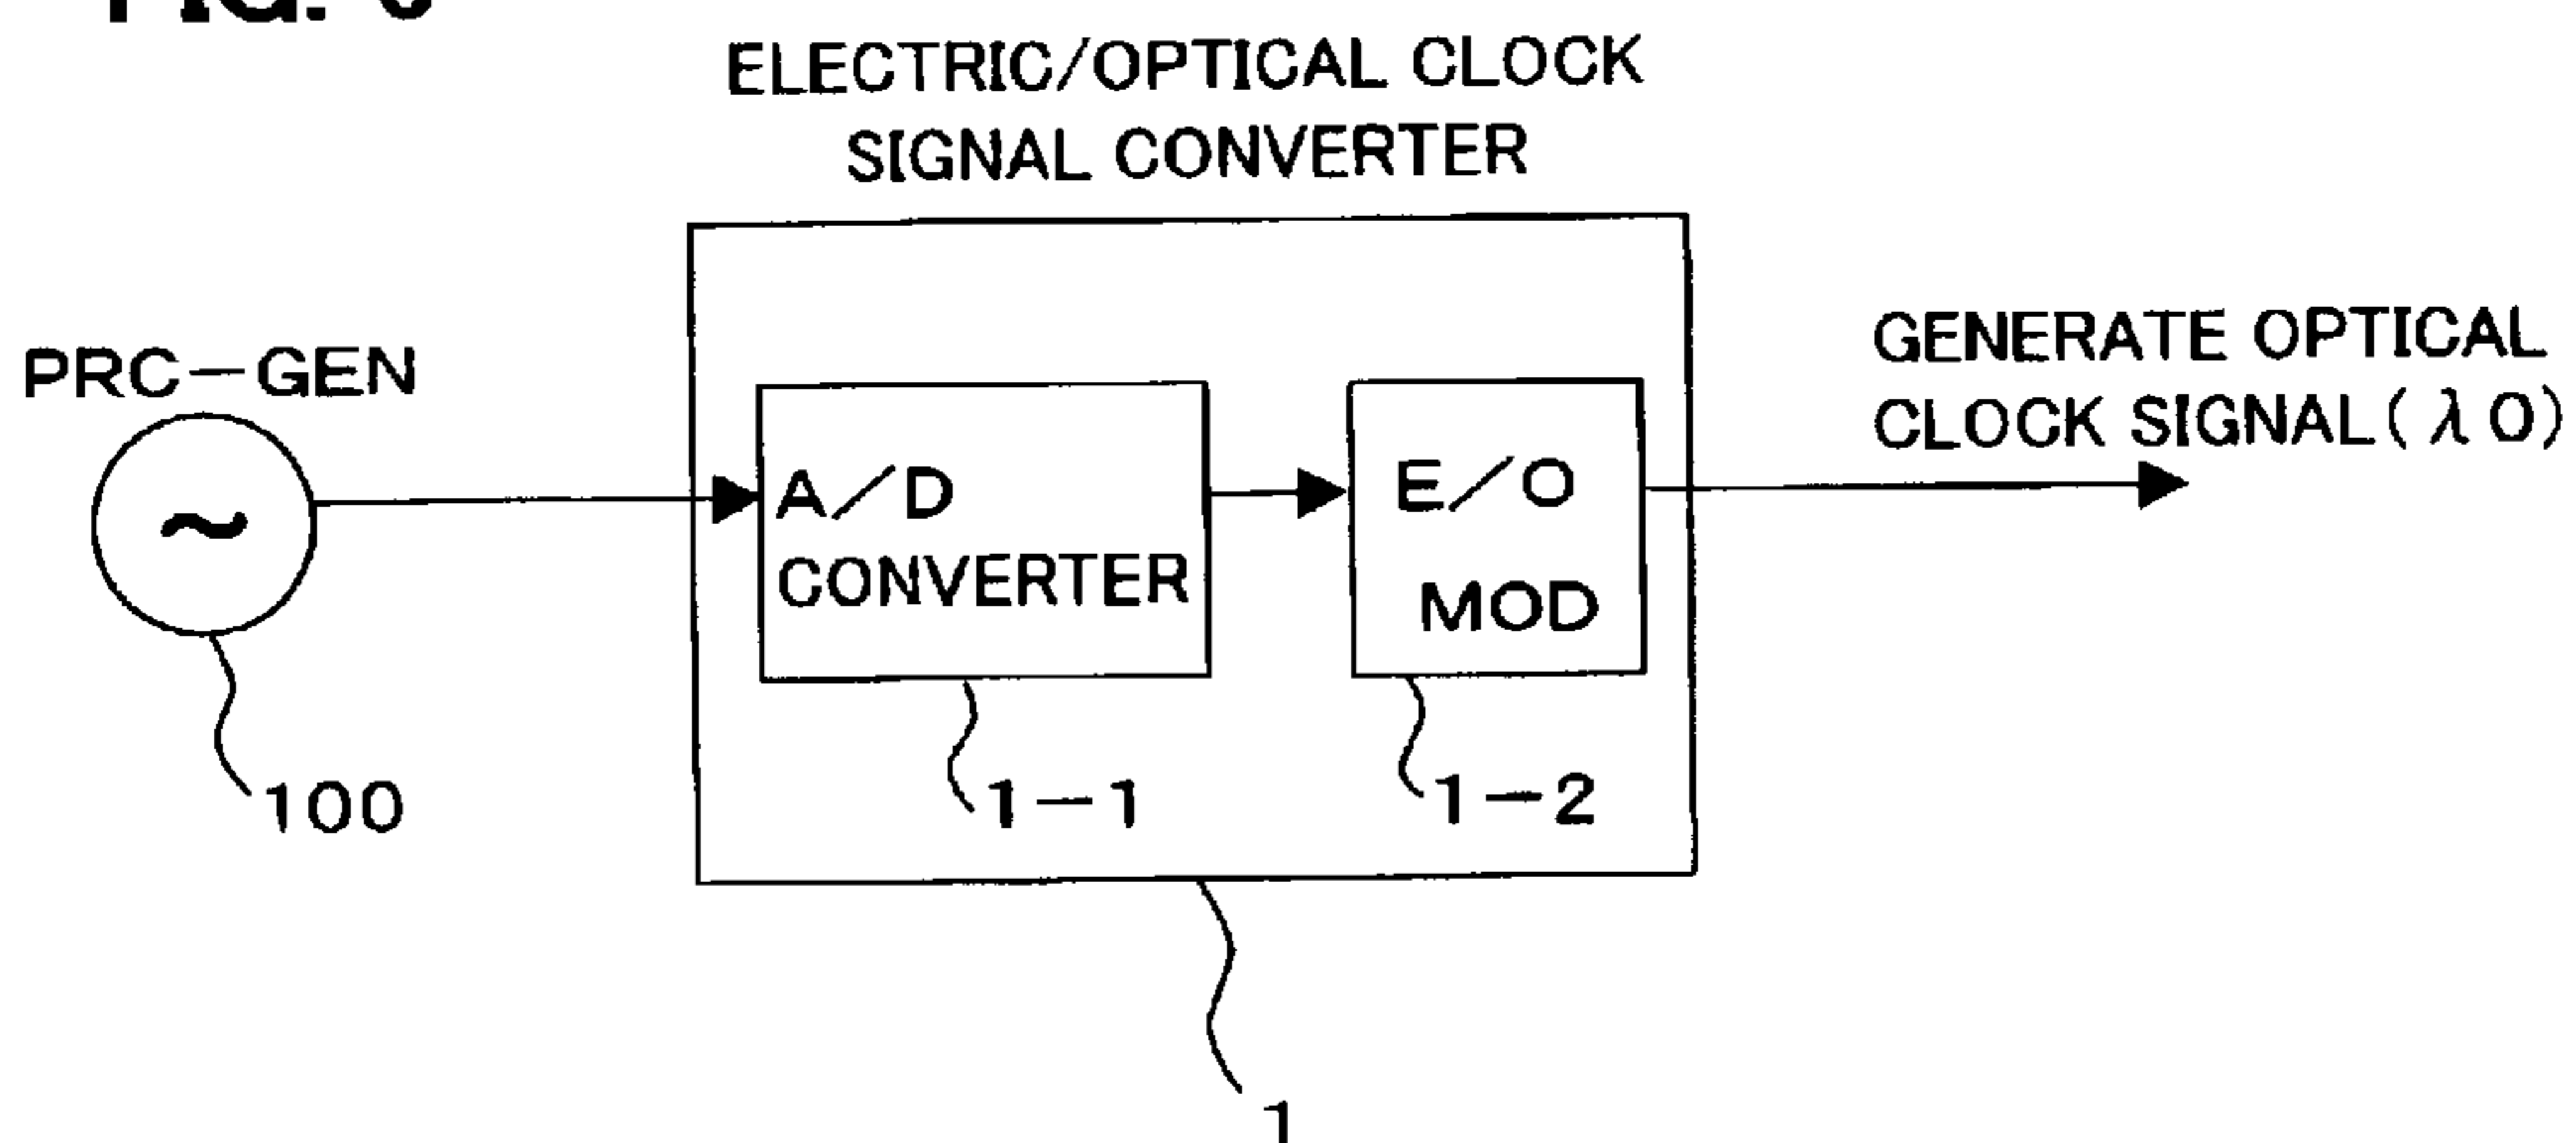 ELECTRIC/OPTICAL CLOCK
SIGNAL CONVERTER
PRC-GEN
~
A/D
CONVERTER
E/O
MOD
GENERATE OPTICAL
CLOCK SIGNAL(λ0)
100
1-1
1-2
1